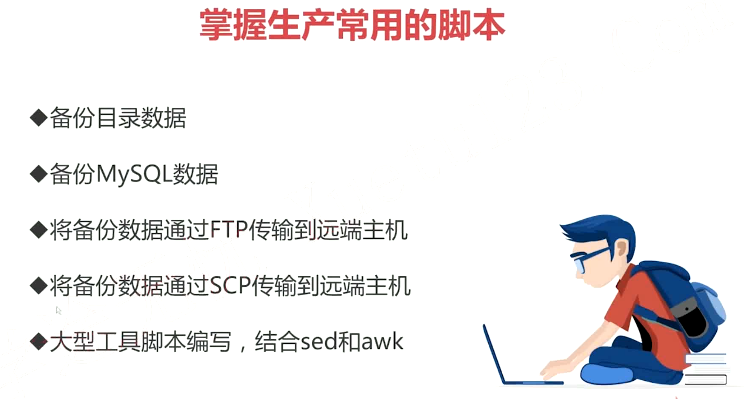 掌握生产常用的脚本
◆备份目录数据
◆备份MySQL数据
◆将备份数据通过FTP传输到远端主机
◆将备份数据通过SCP传输到远端主机
◆大型工具脚本编写，结合sed和awk